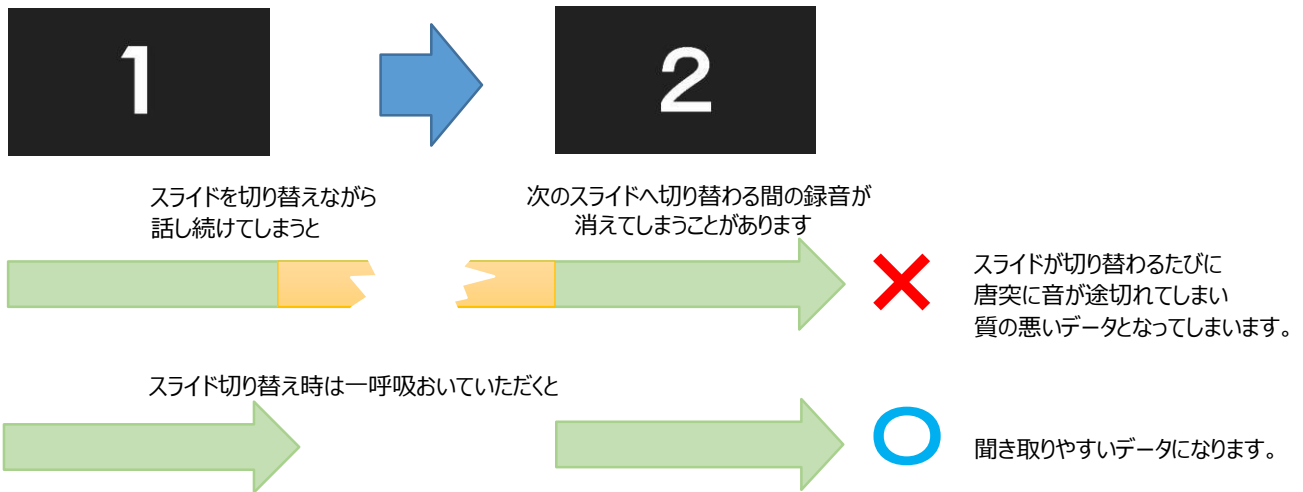 1
2
スライドを切り替えながら
話し続けてしまうと
次のスライドへ切り替わる間の録音が
消えてしまうことがあります
スライドが切り替わるたびに
唐突に音が途切れてしまい
質の悪いデータとなってしまいます。
スライド切り替え時は一呼吸おいていただくと
聞き取りやすいデータになります。